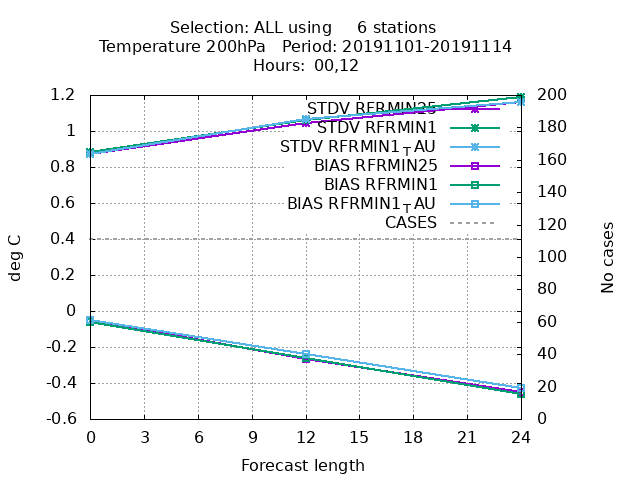 Selection: ALL using     6 stations
Temperature 200hPa   Period: 20191101-20191114
Hours: 00,12
1.2
1
0.8
0.6
0.4
0.2
0
-0.2
-0.4
-0.6
deg C
STDV RFRMIN25
STDV RFRMIN1
STDV RFRMIN1TAU
BIAS RFRMIN25
BIAS RFRMIN1
BIAS RFRMIN1TAU
CASES
200
180
160
140
120
100
80
60
40
20
0
No cases
0 3 6 9 12 15 18 21 24
Forecast length